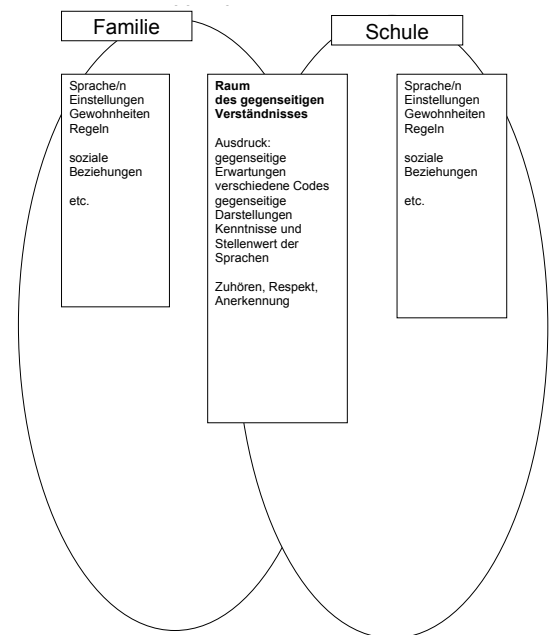 Familie
Schule
Sprache/n
Einstellungen
Gewohnheiten
Regeln
soziale
Beziehungen
etc.
Raum
des gegenseitigen
Verständnisses
Ausdruck:
gegenseitige
Erwartungen
verschiedene Codes
gegenseitige
Darstellungen
Kenntnisse und
Stellenwert der
Sprachen
Zuhören, Respekt,
Anerkennung
Sprache/n
Einstellungen
Gewohnheiten
Regeln
soziale
Beziehungen
etc.